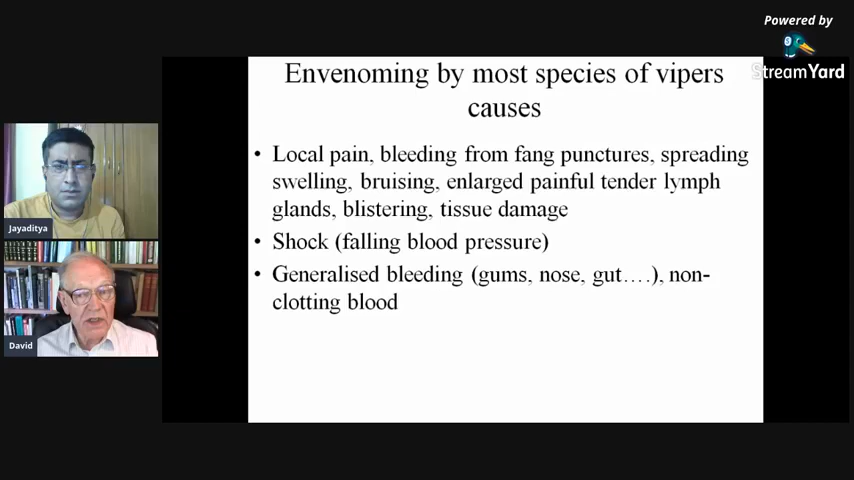 Powered by
StreamYard
Envenoming by most species of vipers
causes
• Local pain, bleeding from fang punctures, spreading
swelling, bruising, enlarged painful tender lymph
glands, blistering, tissue damage
• Shock (falling blood pressure)
• Generalised bleeding (gums, nose, gut....), non-
clotting blood
Jayaditya
David